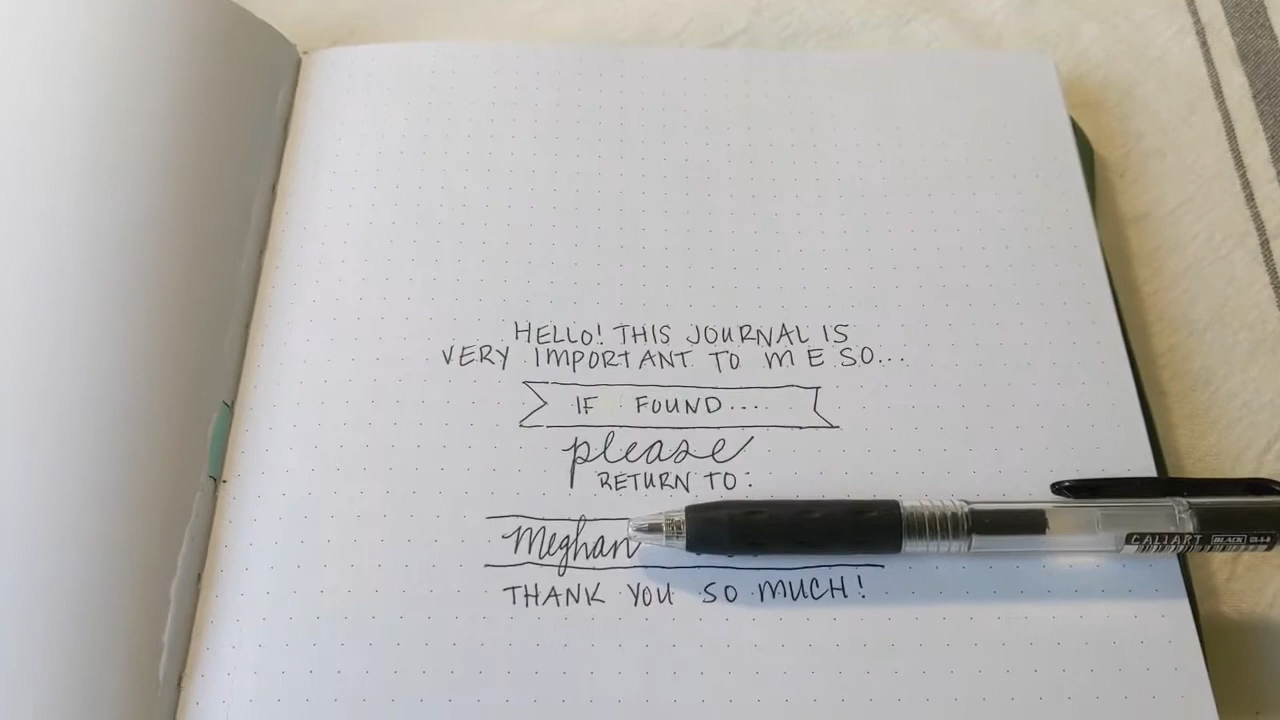 HELLO! THIS JOURNAL IS
VERY IMPORTANT TO ME SO...
IF FOUND....
please
RETURN TO:
Meghan
THANK YOU SO MUCH!
CALIART BLACK